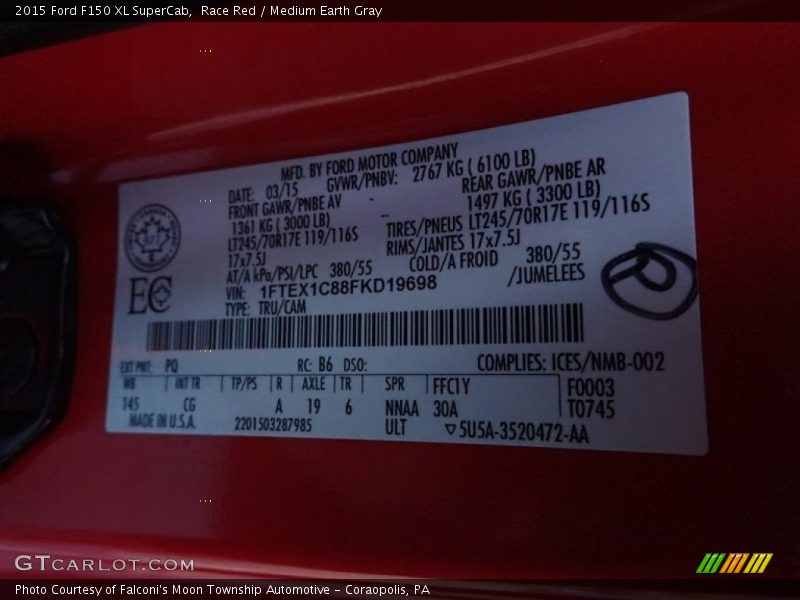 2015 Ford F150 XL SuperCab,  Race Red / Medium Earth Gray
MFD. BY FORD MOTOR COMPANY
DATE: 03/15 GVWR/PNBV: 2767 KG ( 6100 LB)
FRONT GAWR/PNBE AV - REAR GAWR/PNBE AR
1361 KG ( 3000 LB) - 1497 KG ( 3300 LB)
LT245/70R17E 119/116S TIRES/PNEUS LT245/70R17E 119/116S
17x7.5J RIMS/JANTES 17x7.5J
AT/A kPa/PSI/LPC 380/55 COLD/A FROID 380/55
VIN: 1FTEX1C88FKD19698 /JUMELEES
TYPE: TRU/CAM
EC
EXT PNT: PQ RC: B6 DSO: COMPLIES: ICES/NMB-002
WB INT TR TP/PS R AXLE TR SPR FFC1Y F0003
145 CG A 19 6 NNAA 30A T0745
MADE IN U.S.A. 2201503287985 ULT ▽5U5A-3520472-AA
GTCARLOT.COM
Photo Courtesy of Falconi's Moon Township Automotive – Coraopolis, PA